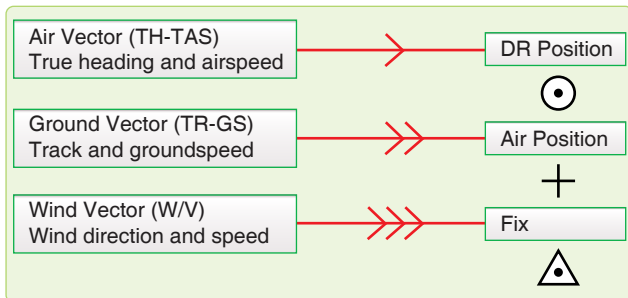 Air Vector (TH-TAS)
True heading and airspeed
DR Position
Ground Vector (TR-GS)
Track and groundspeed
Air Position
Wind Vector (W/V)
Wind direction and speed
Fix